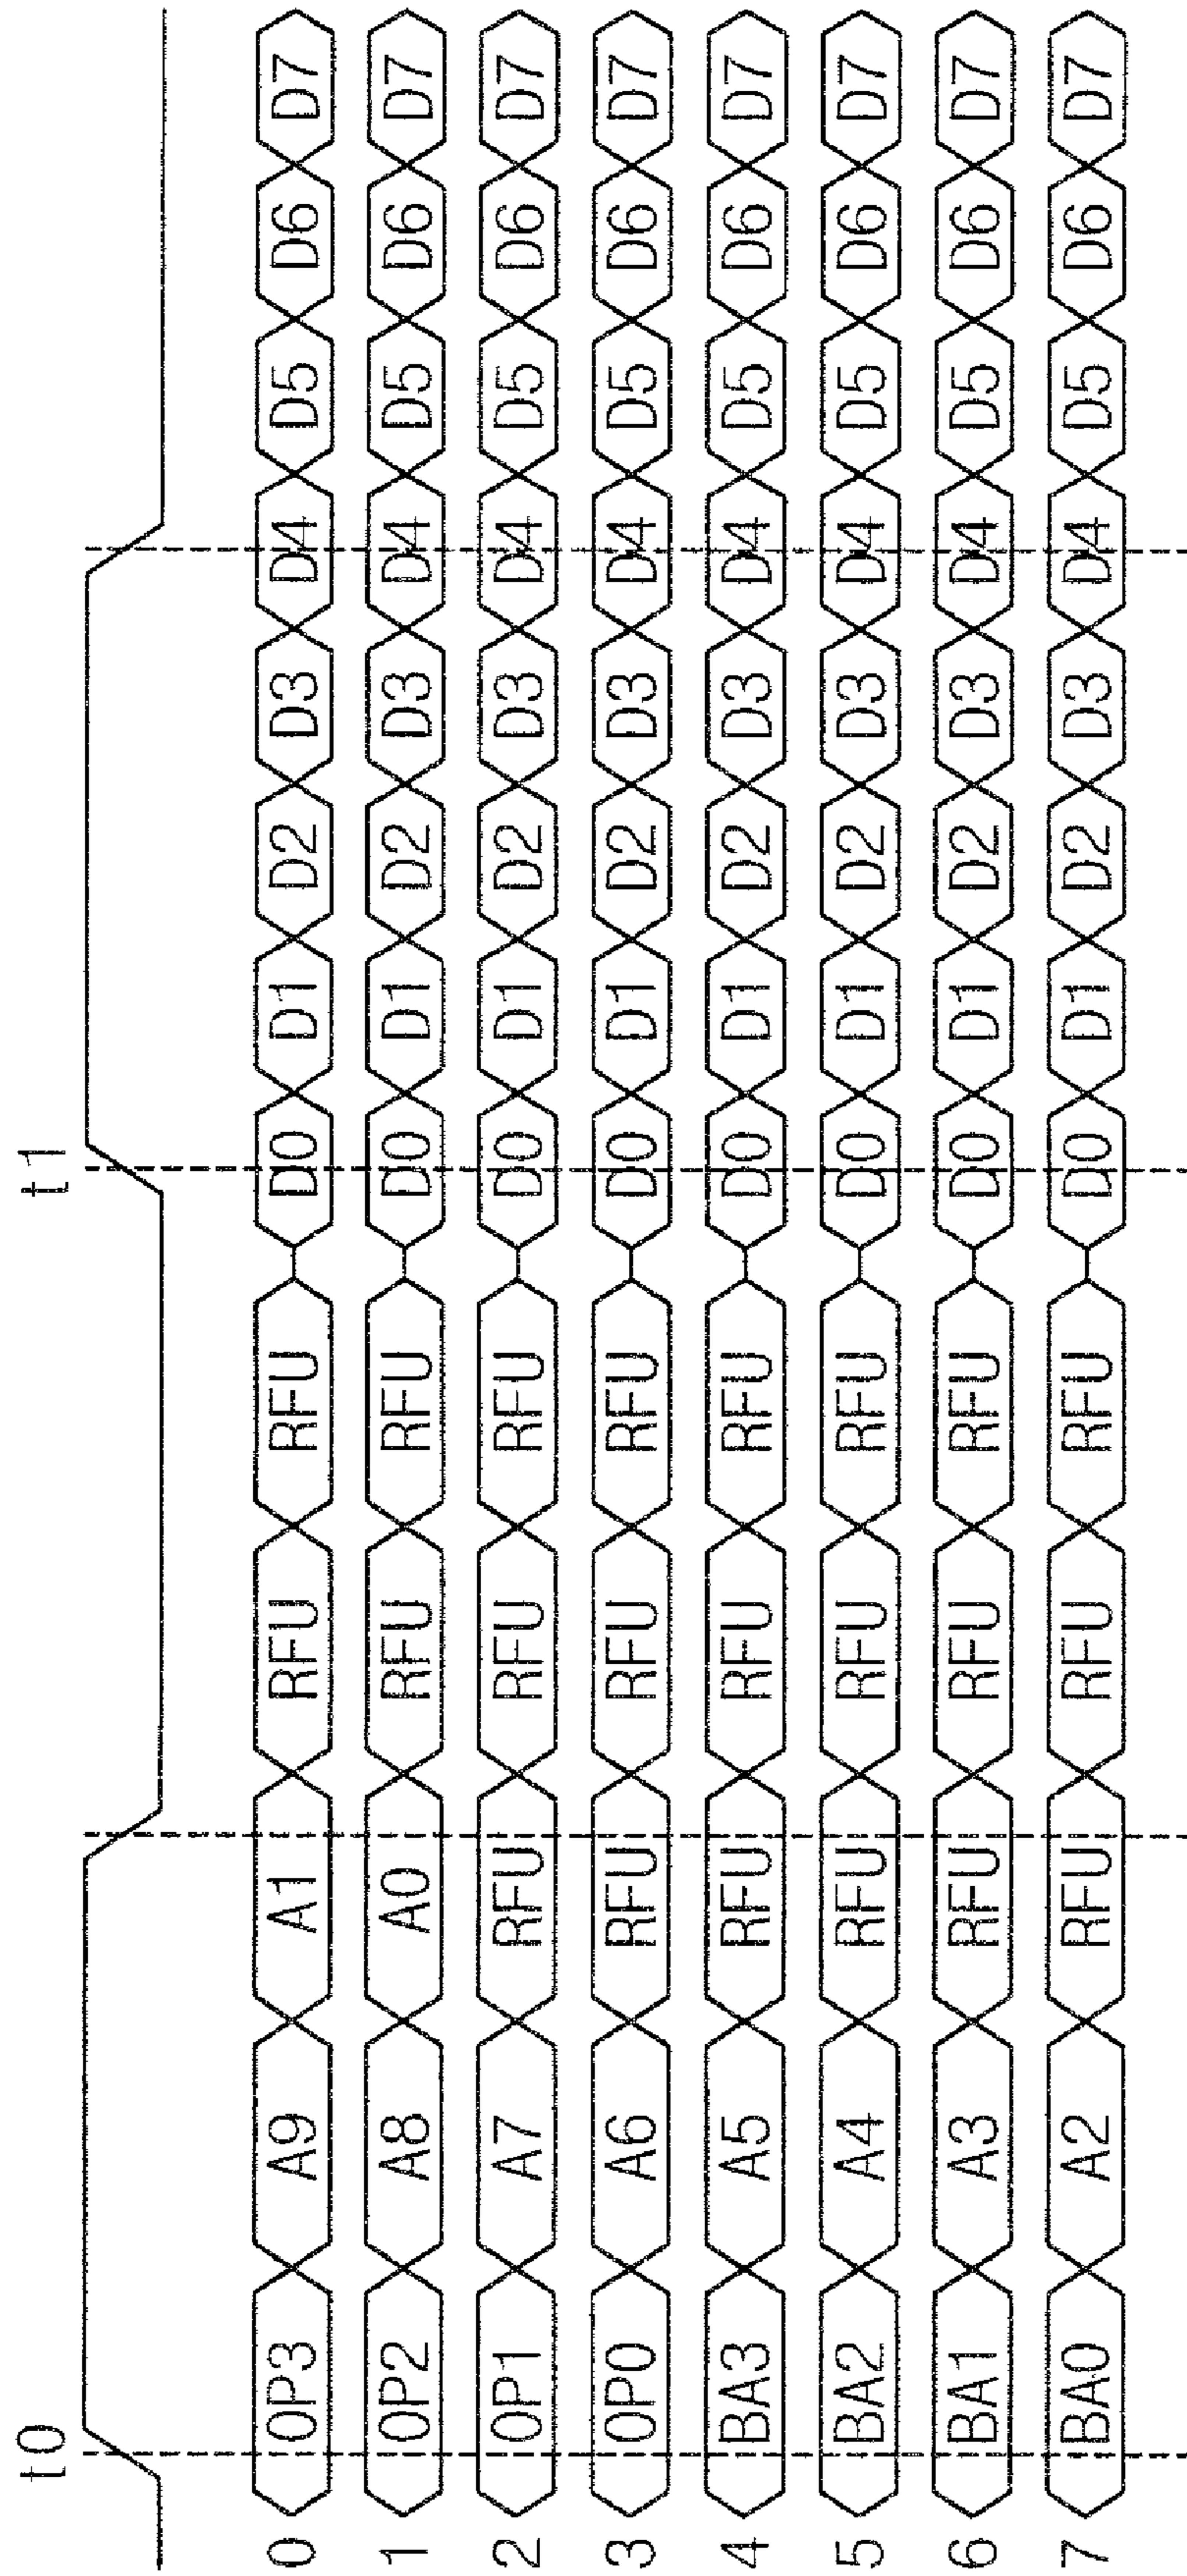 t0 t1
0 OP3 A9 A1 RFU RFU D0 D1 D2 D3 D4 D5 D6 D7
1 OP2 A8 A0 RFU RFU D0 D1 D2 D3 D4 D5 D6 D7
2 OP1 A7 RFU RFU RFU D0 D1 D2 D3 D4 D5 D6 D7
3 OP0 A6 RFU RFU RFU D0 D1 D2 D3 D4 D5 D6 D7
4 BA3 A5 RFU RFU RFU D0 D1 D2 D3 D4 D5 D6 D7
5 BA2 A4 RFU RFU RFU D0 D1 D2 D3 D4 D5 D6 D7
6 BA1 A3 RFU RFU RFU D0 D1 D2 D3 D4 D5 D6 D7
7 BA0 A2 RFU RFU RFU D0 D1 D2 D3 D4 D5 D6 D7